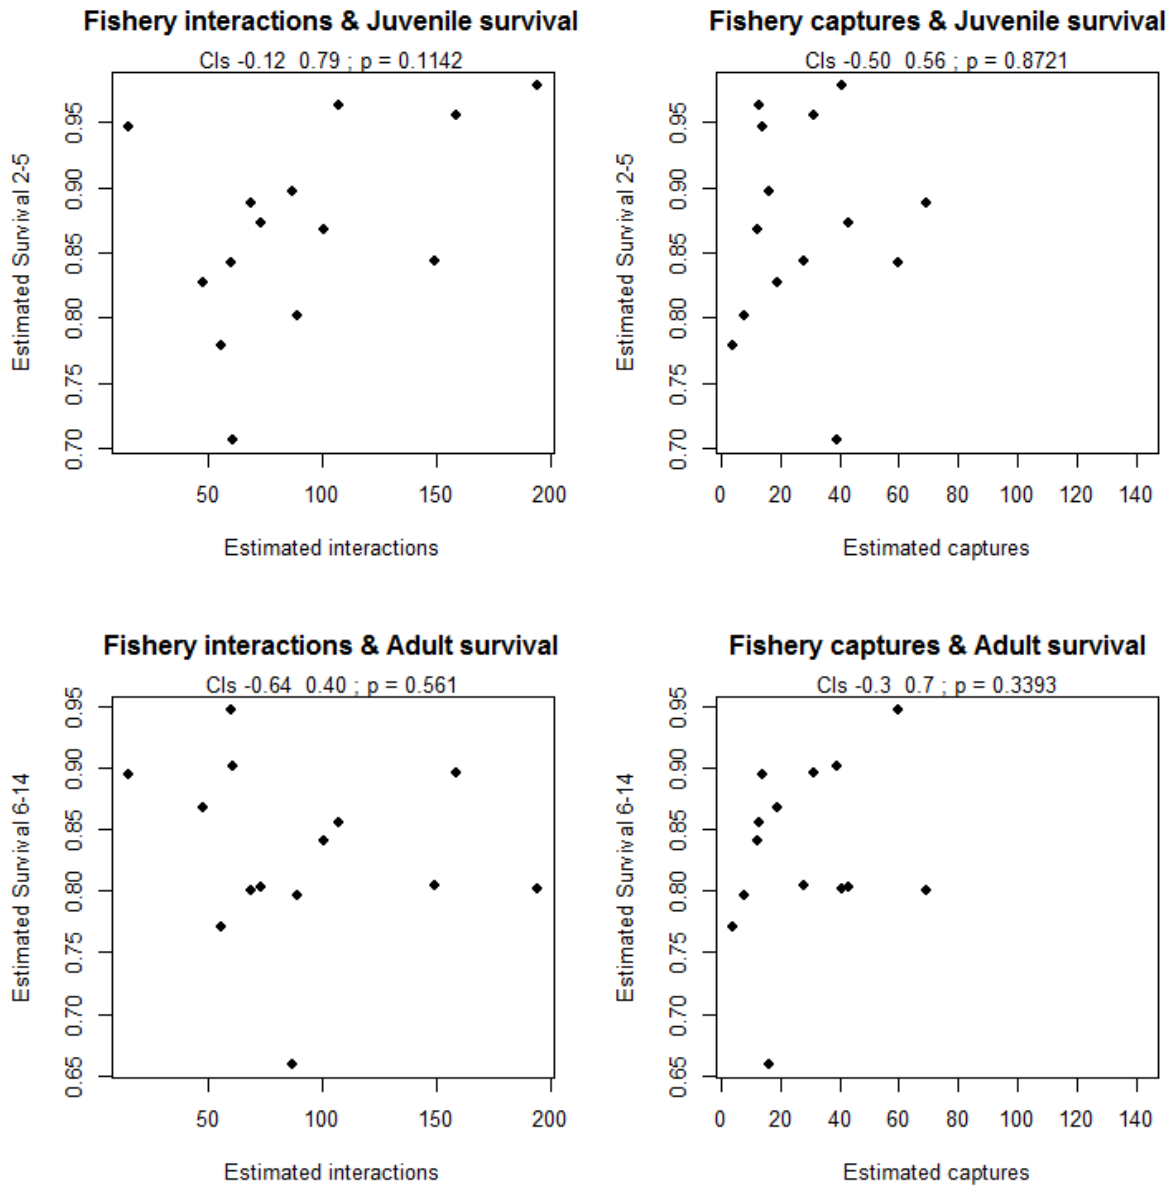 Fishery interactions & Juvenile survival
CIs -0.12 0.79 ; p = 0.1142
Estimated Survival 2-5
0.95
0.90
0.85
0.80
0.75
0.70
50 100 150 200
Estimated interactions
Fishery captures & Juvenile survival
CIs -0.50 0.56 ; p = 0.8721
Estimated Survival 2-5
0.95
0.90
0.85
0.80
0.75
0.70
0 20 40 60 80 100 120 140
Estimated captures
Fishery interactions & Adult survival
CIs -0.64 0.40 ; p = 0.561
Estimated Survival 6-14
0.95
0.90
0.85
0.80
0.75
0.70
0.65
50 100 150 200
Estimated interactions
Fishery captures & Adult survival
CIs -0.3 0.7 ; p = 0.3393
Estimated Survival 6-14
0.95
0.90
0.85
0.80
0.75
0.70
0.65
0 20 40 60 80 100 120 140
Estimated captures